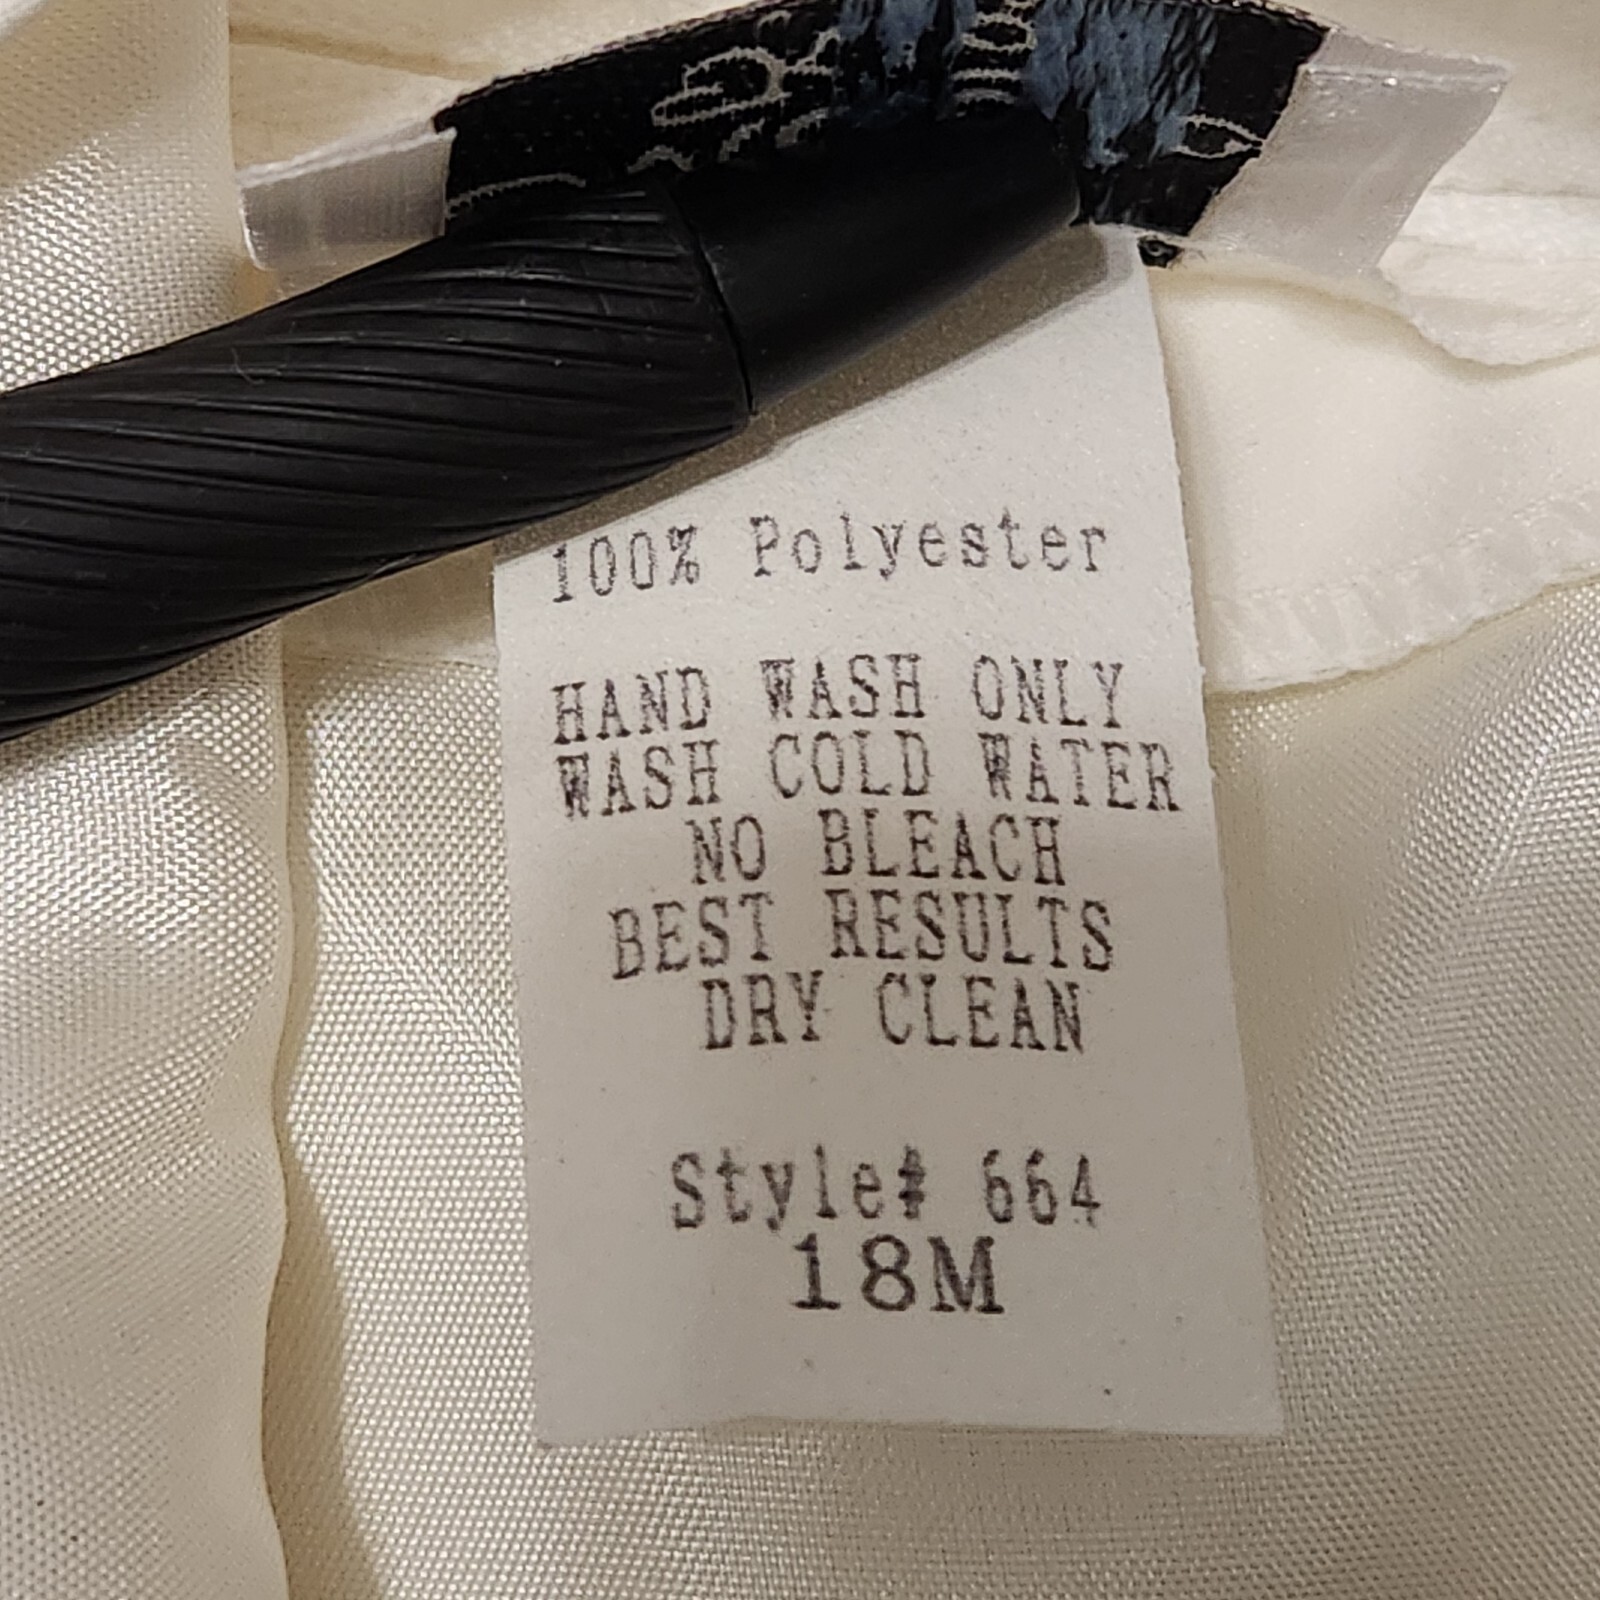 100% Polyester
HAND WASH ONLY
WASH COLD WATER
NO BLEACH
BEST RESULTS
DRY CLEAN
Style# 664
18M